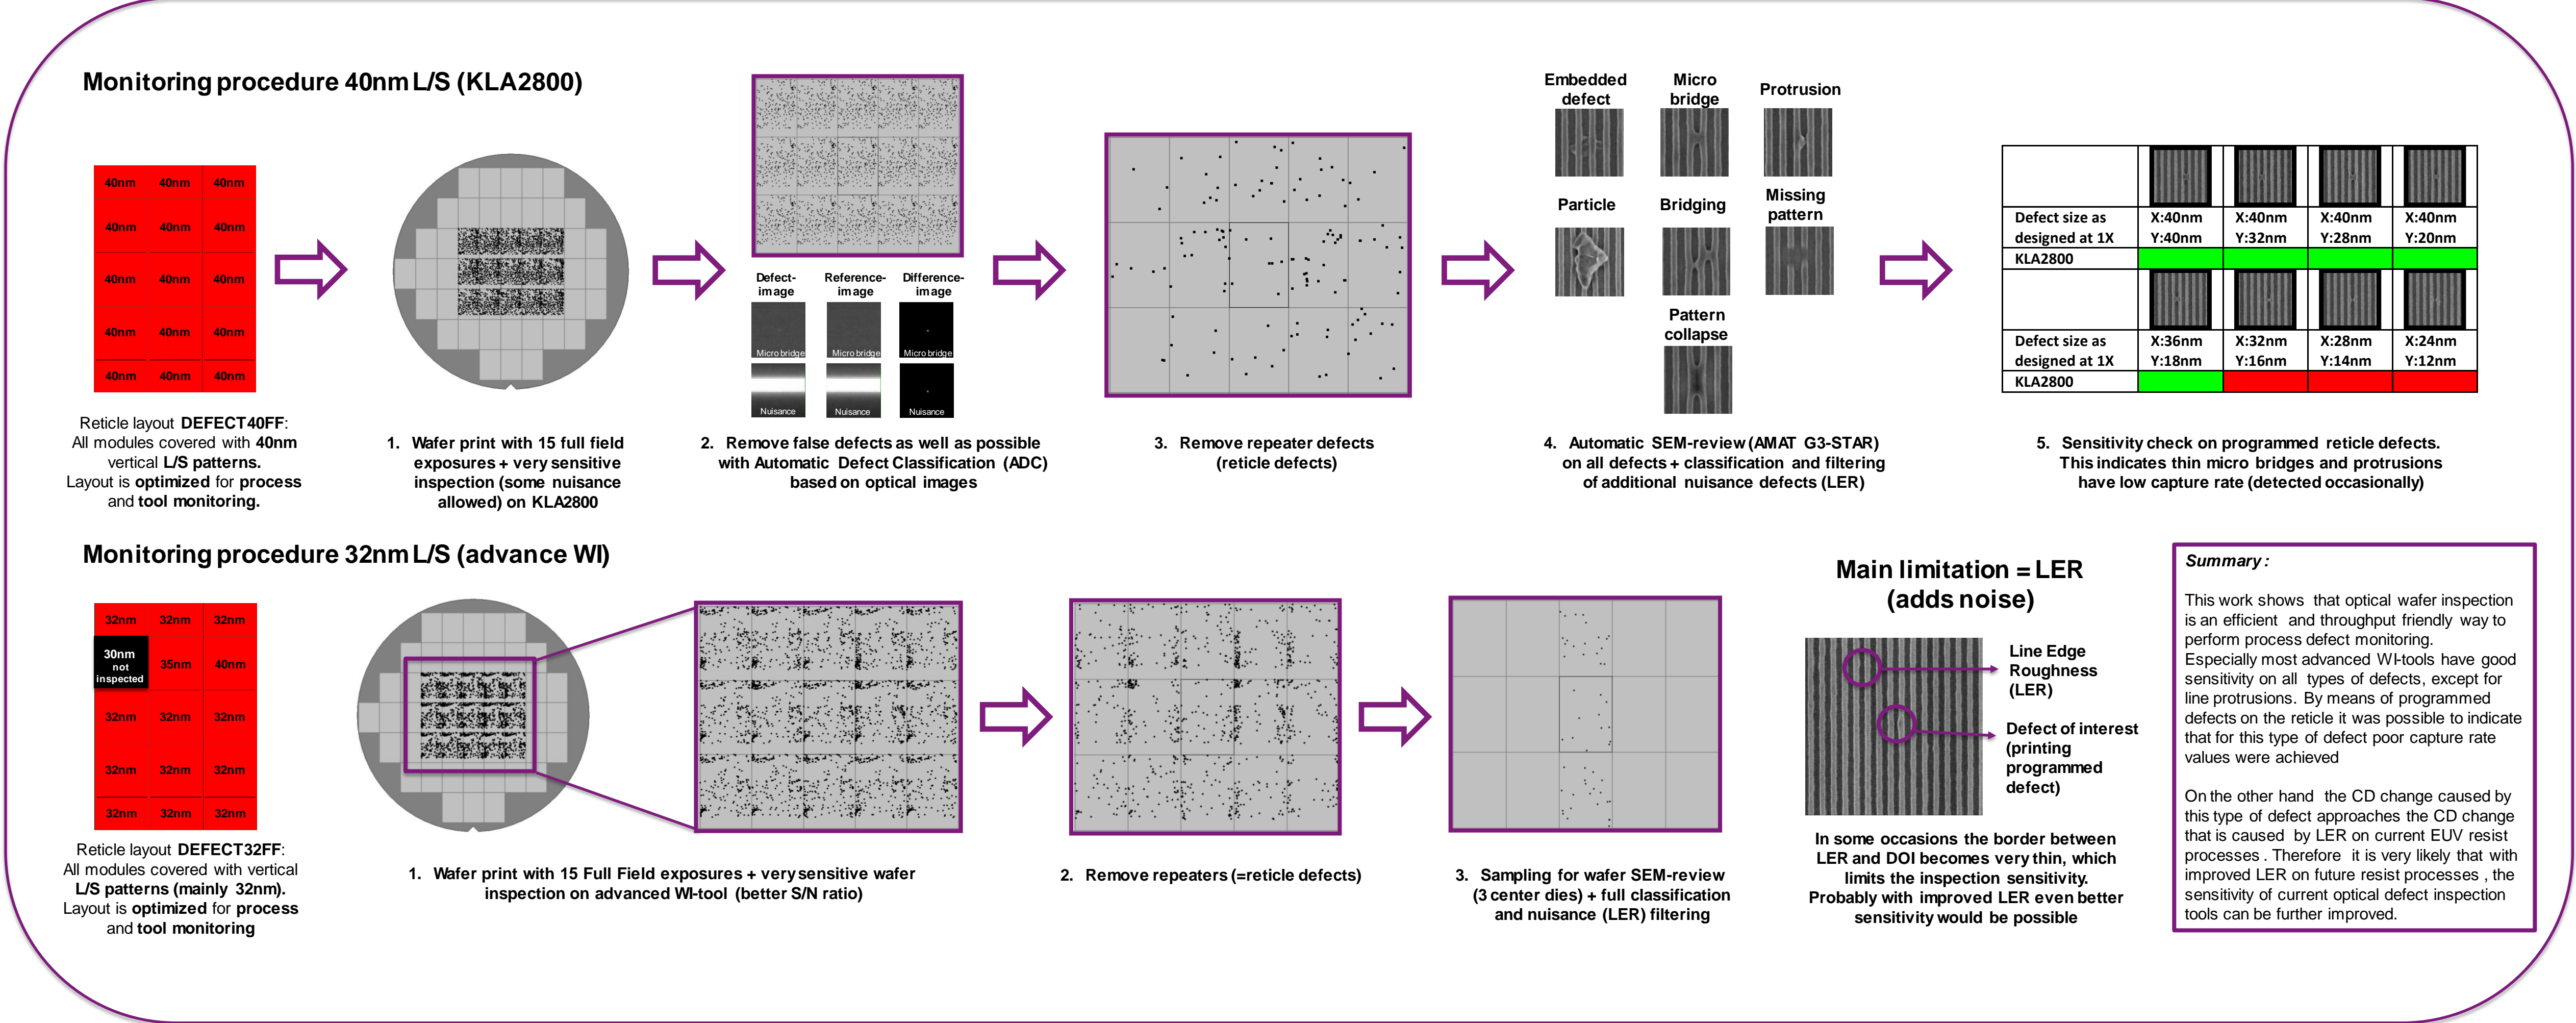 Monitoring procedure 40nm L/S (KLA2800)
40nm 40nm 40nm
40nm 40nm 40nm
40nm 40nm 40nm
40nm 40nm 40nm
40nm 40nm 40nm
Reticle layout DEFECT40FF:
All modules covered with 40nm
vertical L/S patterns.
Layout is optimized for process
and tool monitoring.
1. Wafer print with 15 full field
exposures + very sensitive
inspection (some nuisance
allowed) on KLA2800
Defect-
image
Reference-
image
Difference-
image
Micro bridge
Micro bridge
Micro bridge
Nuisance
Nuisance
Nuisance
2. Remove false defects as well as possible
with Automatic Defect Classification (ADC)
based on optical images
3. Remove repeater defects
(reticle defects)
Embedded
defect
Micro
bridge
Protrusion
Particle
Bridging
Missing
pattern
Pattern
collapse
4. Automatic SEM-review (AMAT G3-STAR)
on all defects + classification and filtering
of additional nuisance defects (LER)
Defect size as X:40nm X:40nm X:40nm X:40nm
designed at 1X Y:40nm Y:32nm Y:28nm Y:20nm
KLA2800
Defect size as X:36nm X:32nm X:28nm X:24nm
designed at 1X Y:18nm Y:16nm Y:14nm Y:12nm
KLA2800
5. Sensitivity check on programmed reticle defects.
This indicates thin micro bridges and protrusions
have low capture rate (detected occasionally)
Monitoring procedure 32nm L/S (advance WI)
32nm 32nm 32nm
30nm
not
inspected
35nm 40nm
32nm 32nm 32nm
32nm 32nm 32nm
32nm 32nm 32nm
Reticle layout DEFECT32FF:
All modules covered with vertical
L/S patterns (mainly 32nm).
Layout is optimized for process
and tool monitoring
1. Wafer print with 15 Full Field exposures + very sensitive wafer
inspection on advanced WI-tool (better S/N ratio)
2. Remove repeaters (=reticle defects)
3. Sampling for wafer SEM-review
(3 center dies) + full classification
and nuisance (LER) filtering
Main limitation = LER
(adds noise)
Line Edge
Roughness
(LER)
Defect of interest
(printing
programmed
defect)
In some occasions the border between
LER and DOI becomes very thin, which
limits the inspection sensitivity.
Probably with improved LER even better
sensitivity would be possible
Summary :
This work shows that optical wafer inspection
is an efficient and throughput friendly way to
perform process defect monitoring.
Especially most advanced WI-tools have good
sensitivity on all types of defects, except for
line protrusions. By means of programmed
defects on the reticle it was possible to indicate
that for this type of defect poor capture rate
values were achieved
On the other hand the CD change caused by
this type of defect approaches the CD change
that is caused by LER on current EUV resist
processes . Therefore it is very likely that with
improved LER on future resist processes , the
sensitivity of current optical defect inspection
tools can be further improved.